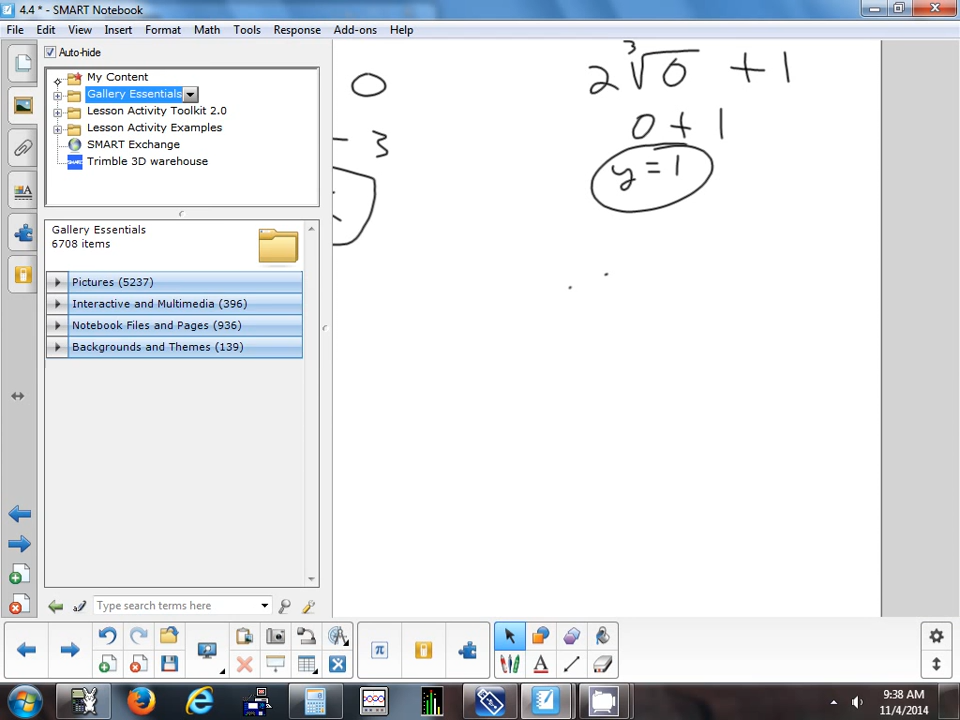 4.4 * - SMART Notebook
File Edit View Insert Format Math Tools Response Add-ons Help
Auto-hide
My Content
Gallery Essentials
Lesson Activity Toolkit 2.0
Lesson Activity Examples
SMART Exchange
Trimble 3D warehouse
Gallery Essentials
6708 items
Pictures (5237)
Interactive and Multimedia (396)
Notebook Files and Pages (936)
Backgrounds and Themes (139)
Type search terms here
0
- 3
2∛0 + 1
0 + 1
y = 1
π
A
9:38 AM
11/4/2014